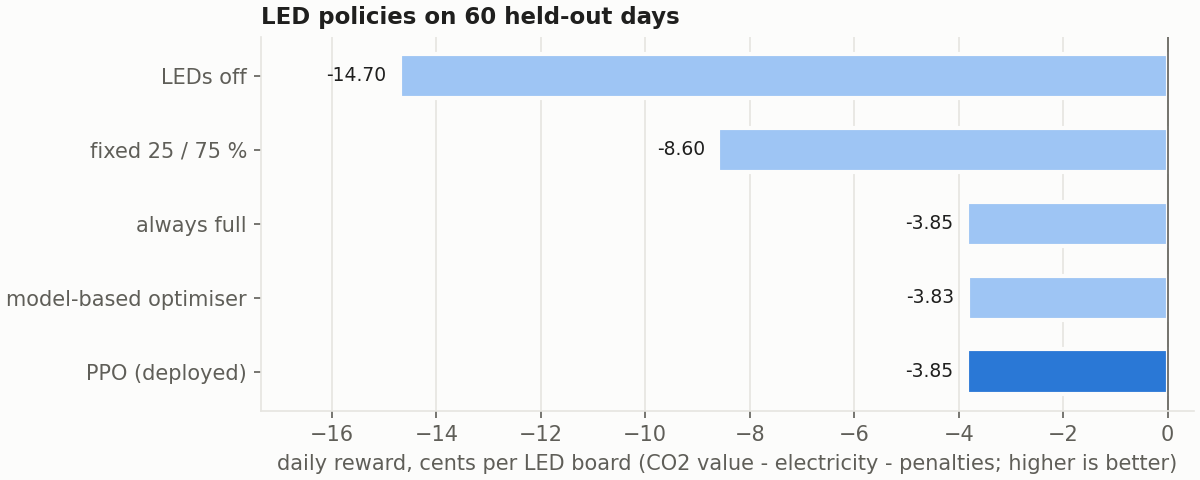 LED policies on 60 held-out days
LEDs off
-14.70
fixed 25 / 75 %
-8.60
always full
-3.85
model-based optimiser
-3.83
PPO (deployed)
-3.85
−16 −14 −12 −10 −8 −6 −4 −2 0
daily reward, cents per LED board (CO2 value - electricity - penalties; higher is better)